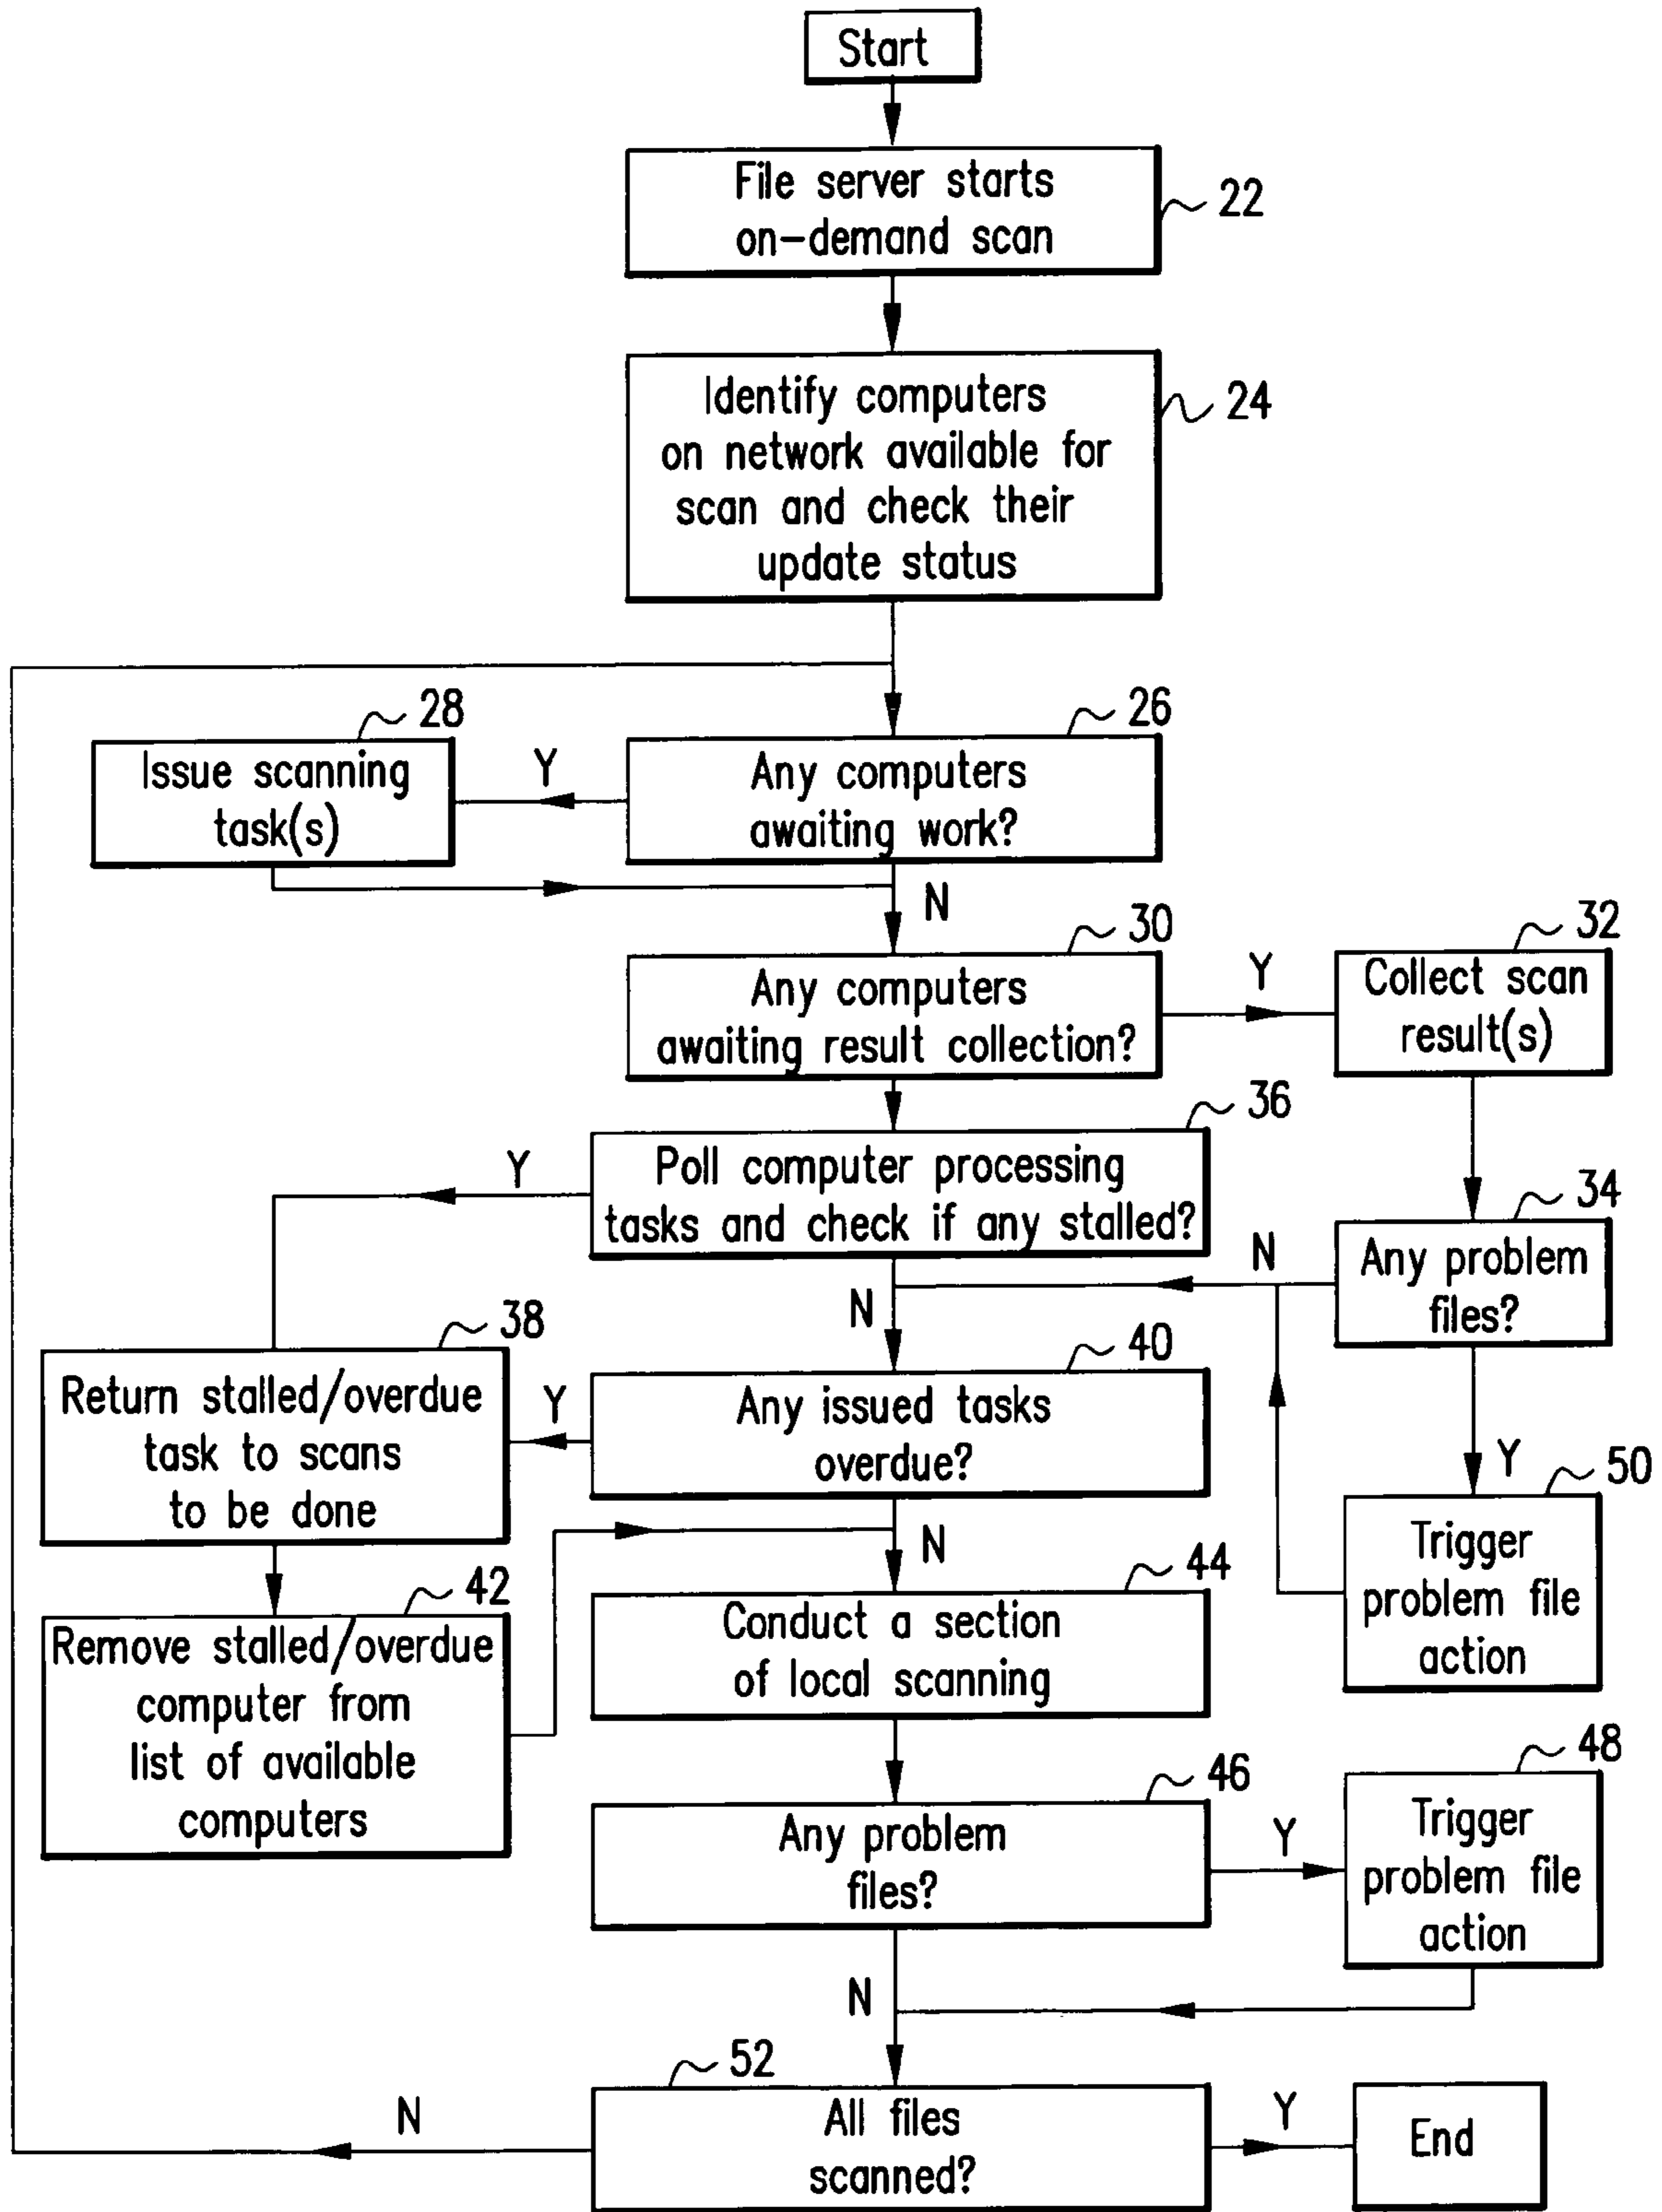 Start
File server starts
on-demand scan
22
Identify computers
on network available for
scan and check their
update status
24
28
Issue scanning
task(s)
Y
26
Any computers
awaiting work?
N
30
Any computers
awaiting result collection?
Y
32
Collect scan
result(s)
36
Poll computer processing
tasks and check if any stalled?
Y
N
34
Any problem
files?
N
Y
38
Return stalled/overdue
task to scans
to be done
Y
40
Any issued tasks
overdue?
N
50
Trigger
problem file
action
42
Remove stalled/overdue
computer from
list of available
computers
44
Conduct a section
of local scanning
46
Any problem
files?
Y
N
48
Trigger
problem file
action
52
All files
scanned?
N
Y
End